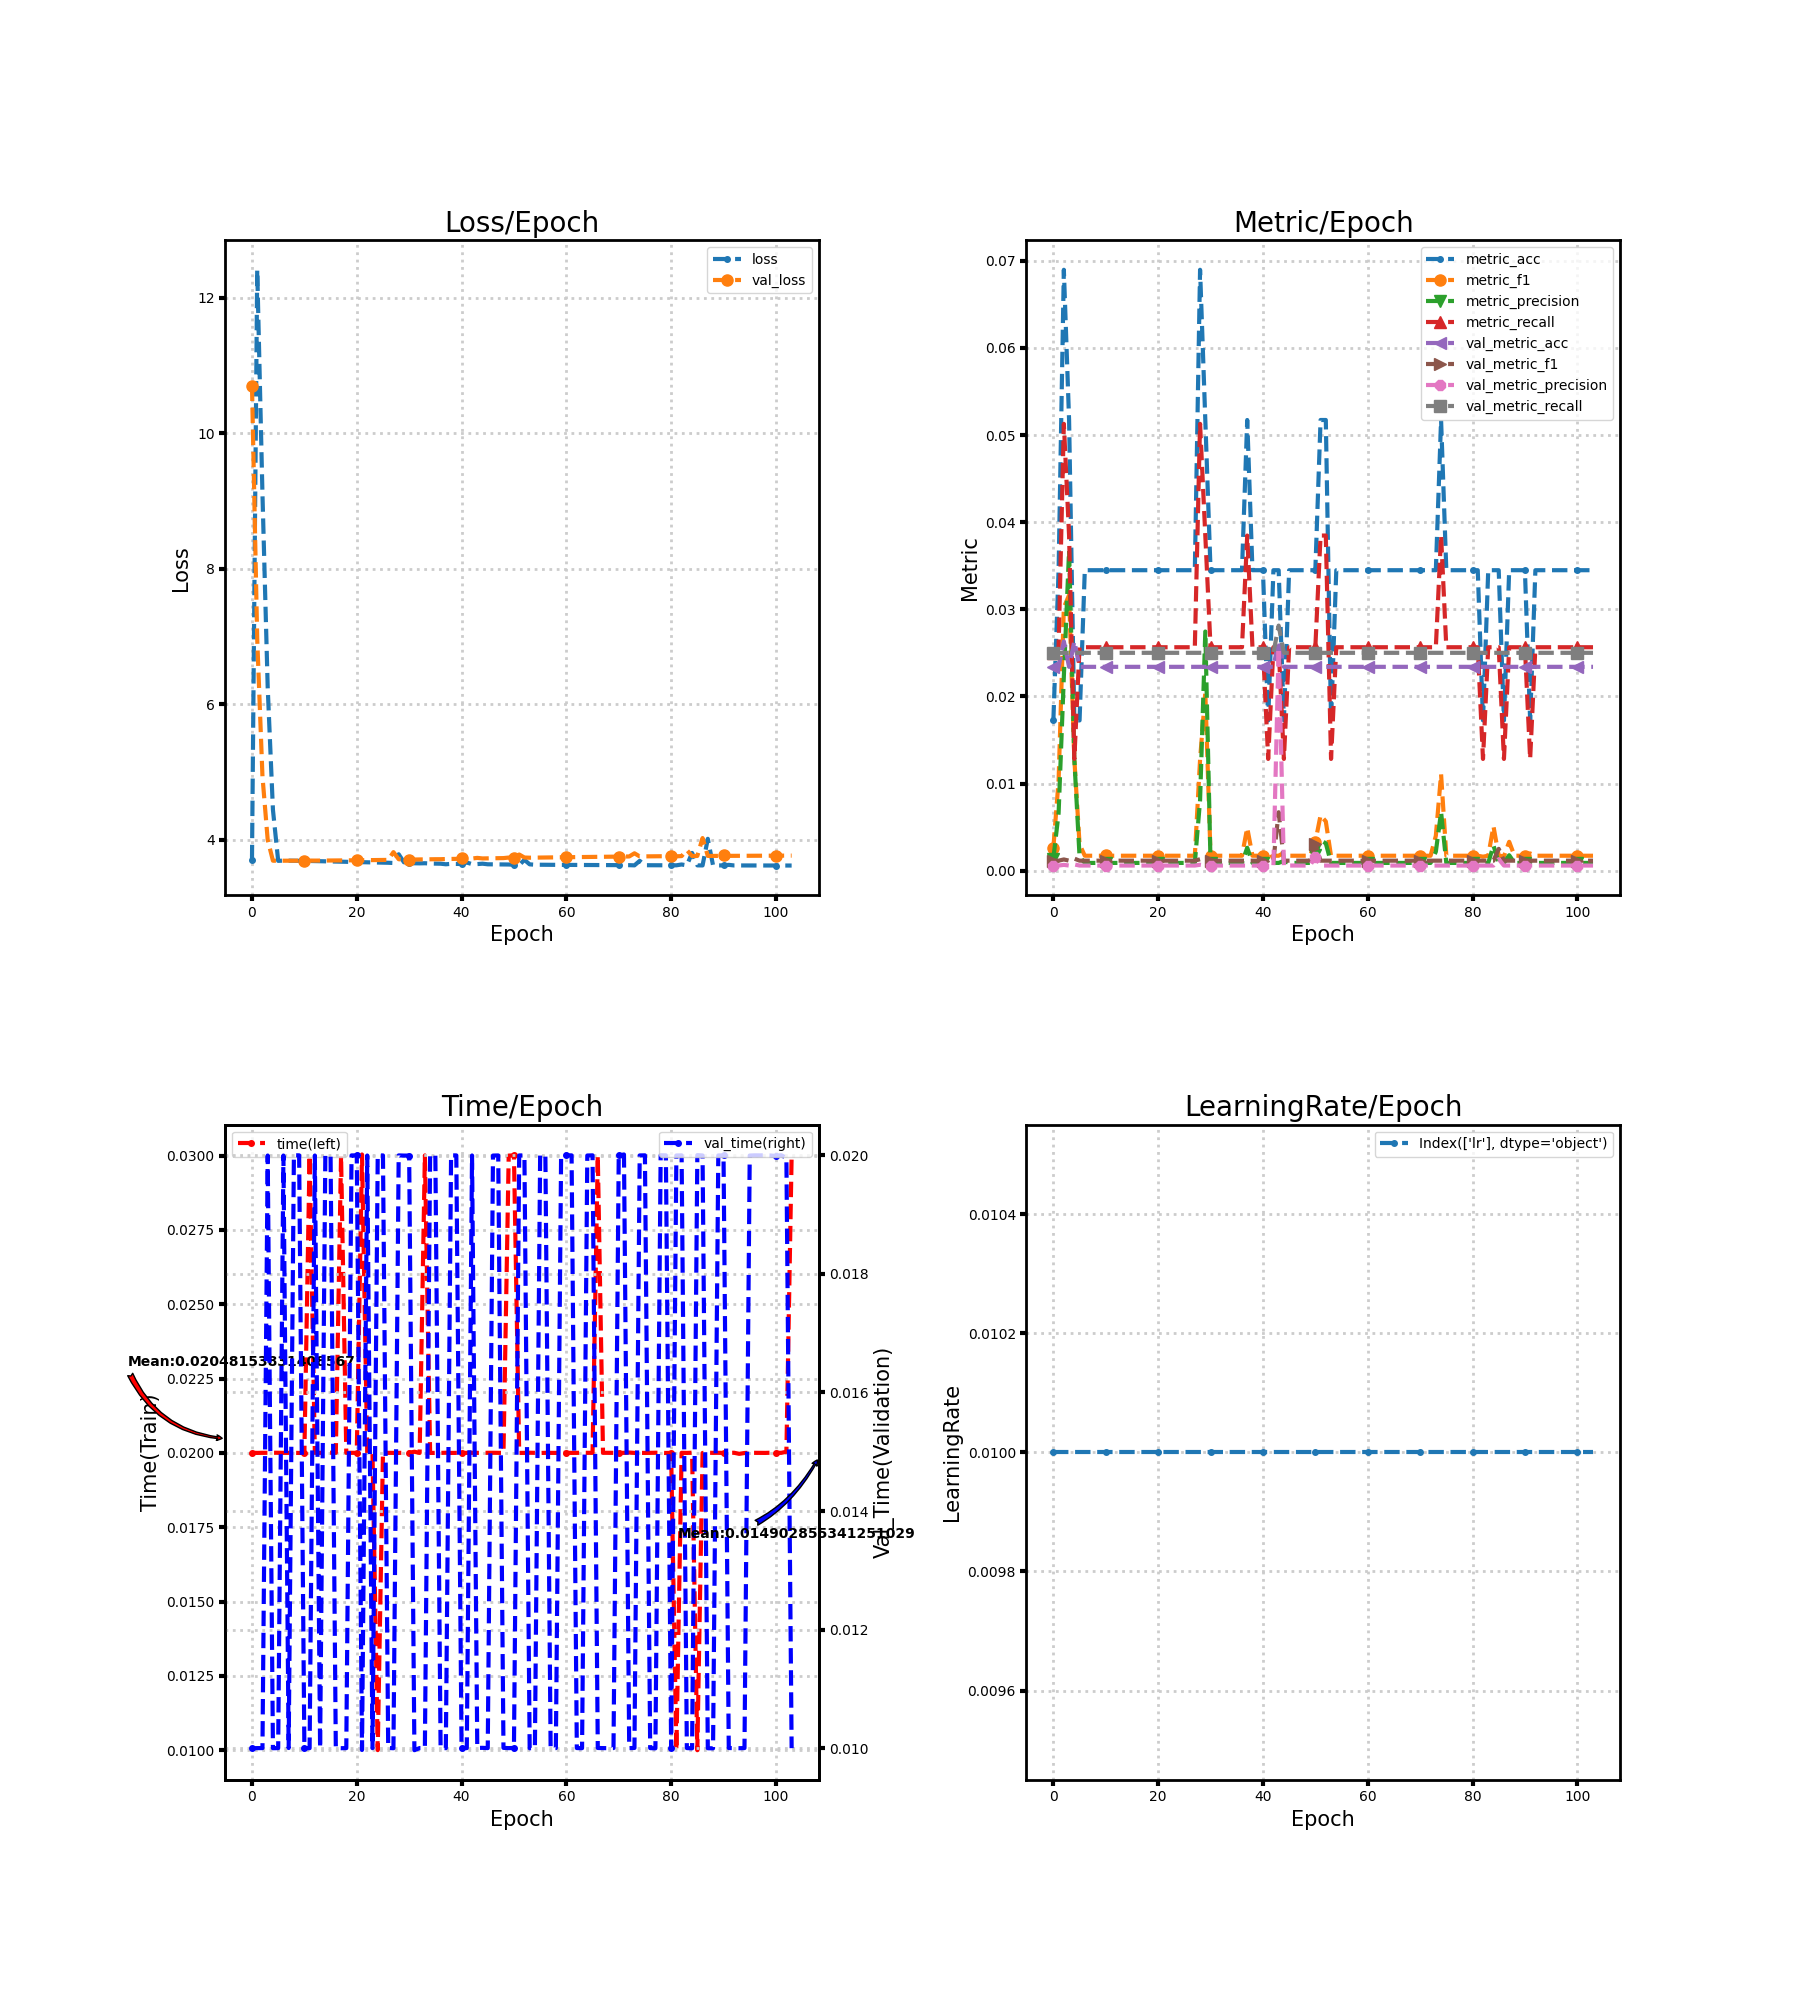 Loss/Epoch
12
10
8
6
4
0
20
40
60
80
100
Loss
Epoch
loss
val_loss
Metric/Epoch
0.07
0.06
0.05
0.04
0.03
0.02
0.01
0.00
0
20
40
60
80
100
Metric
Epoch
metric_acc
metric_f1
metric_precision
metric_recall
val_metric_acc
val_metric_f1
val_metric_precision
val_metric_recall
Time/Epoch
time(left)
val_time(right)
0.0300
0.0275
0.0250
0.0225
0.0200
0.0175
0.0150
0.0125
0.0100
0.020
0.018
0.016
0.014
0.012
0.010
0
20
40
60
80
100
Time(Train)
Val_Time(Validation)
Mean:0.014902855341251029
Epoch
LearningRate/Epoch
Index(['lr'], dtype='object')
0.0104
0.0102
0.0100
0.0098
0.0096
0
20
40
60
80
100
LearningRate
Epoch